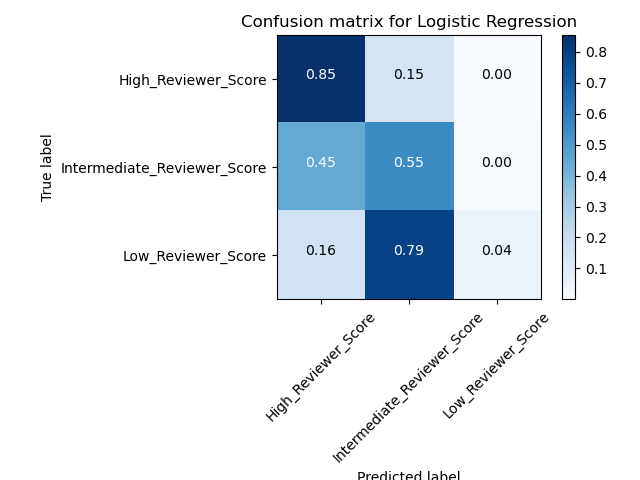 Confusion matrix for Logistic Regression
True label
High_Reviewer_Score
0.85 0.15 0.00
Intermediate_Reviewer_Score
0.45 0.55 0.00
Low_Reviewer_Score
0.16 0.79 0.04
0.8
0.7
0.6
0.5
0.4
0.3
0.2
0.1
High_Reviewer_Score
Intermediate_Reviewer_Score
Low_Reviewer_Score
Predicted label